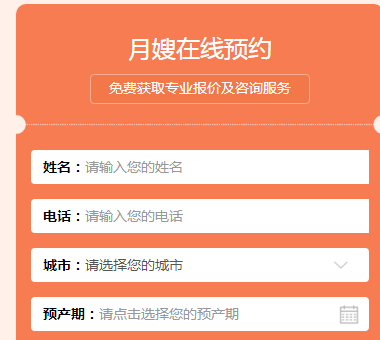 月嫂在线预约
免费获取专业报价及咨询服务
姓名：请输入您的姓名
电话：请输入您的电话
城市：请选择您的城市
预产期：请点击选择您的预产期